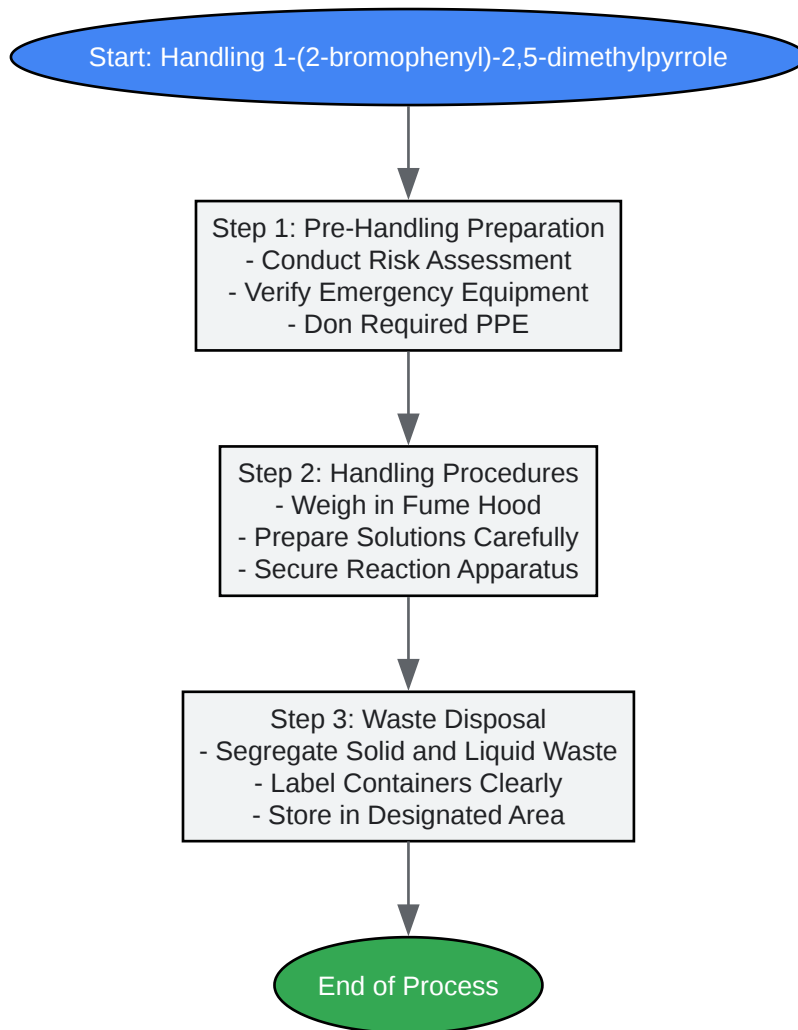 Start: Handling 1-(2-bromophenyl)-2,5-dimethylpyrrole
Step 1: Pre-Handling Preparation
- Conduct Risk Assessment
- Verify Emergency Equipment
- Don Required PPE
Step 2: Handling Procedures
- Weigh in Fume Hood
- Prepare Solutions Carefully
- Secure Reaction Apparatus
Step 3: Waste Disposal
- Segregate Solid and Liquid Waste
- Label Containers Clearly
- Store in Designated Area
End of Process